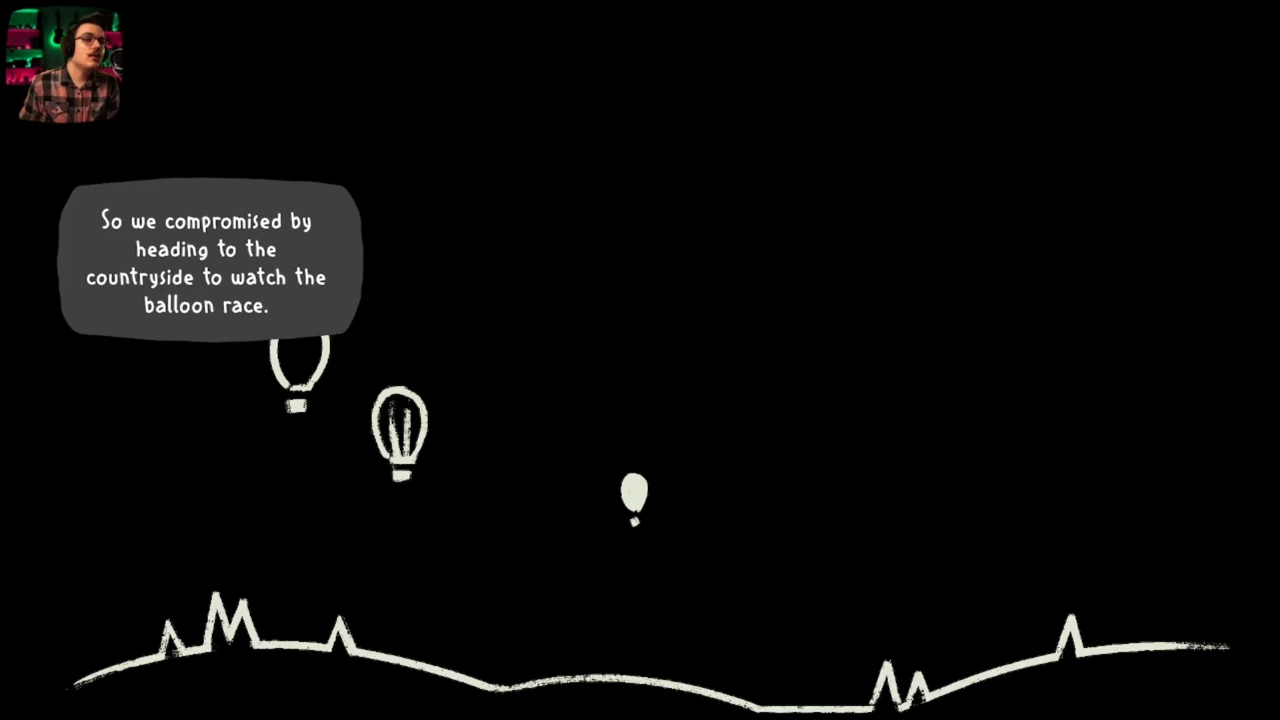 So we compromised by
heading to the
countryside to watch the
balloon race.